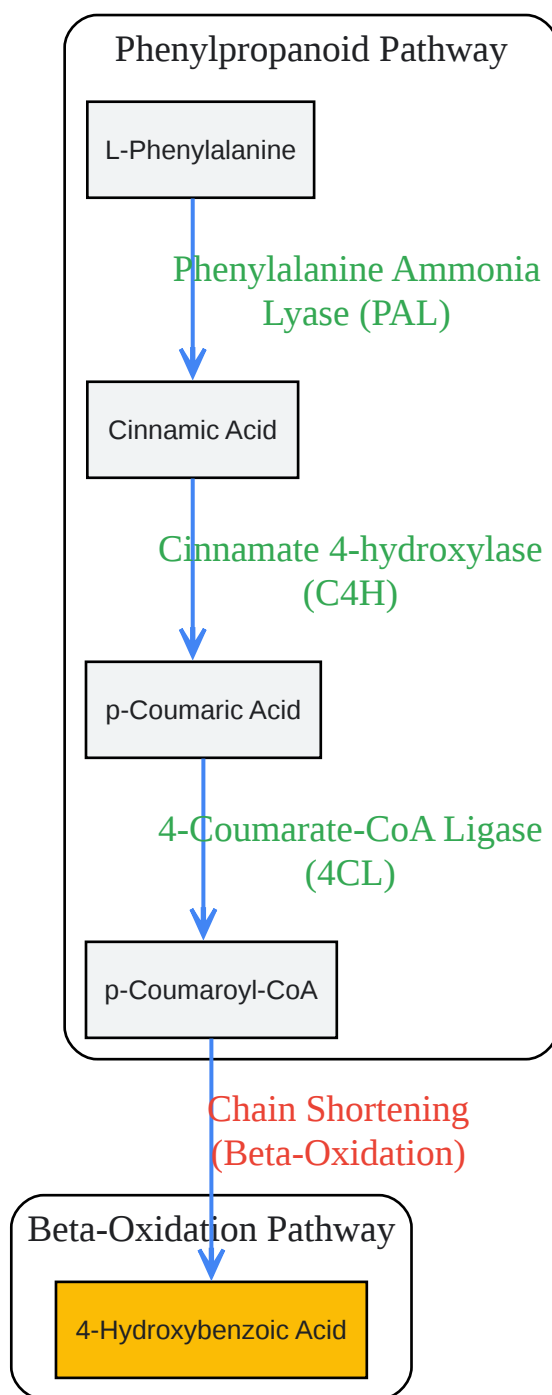 Phenylpropanoid Pathway
L-Phenylalanine
Phenylalanine Ammonia
Lyase (PAL)
Cinnamic Acid
Cinnamate 4-hydroxylase
(C4H)
p-Coumaric Acid
4-Coumarate-CoA Ligase
(4CL)
p-Coumaroyl-CoA
Chain Shortening
(Beta-Oxidation)
Beta-Oxidation Pathway
4-Hydroxybenzoic Acid